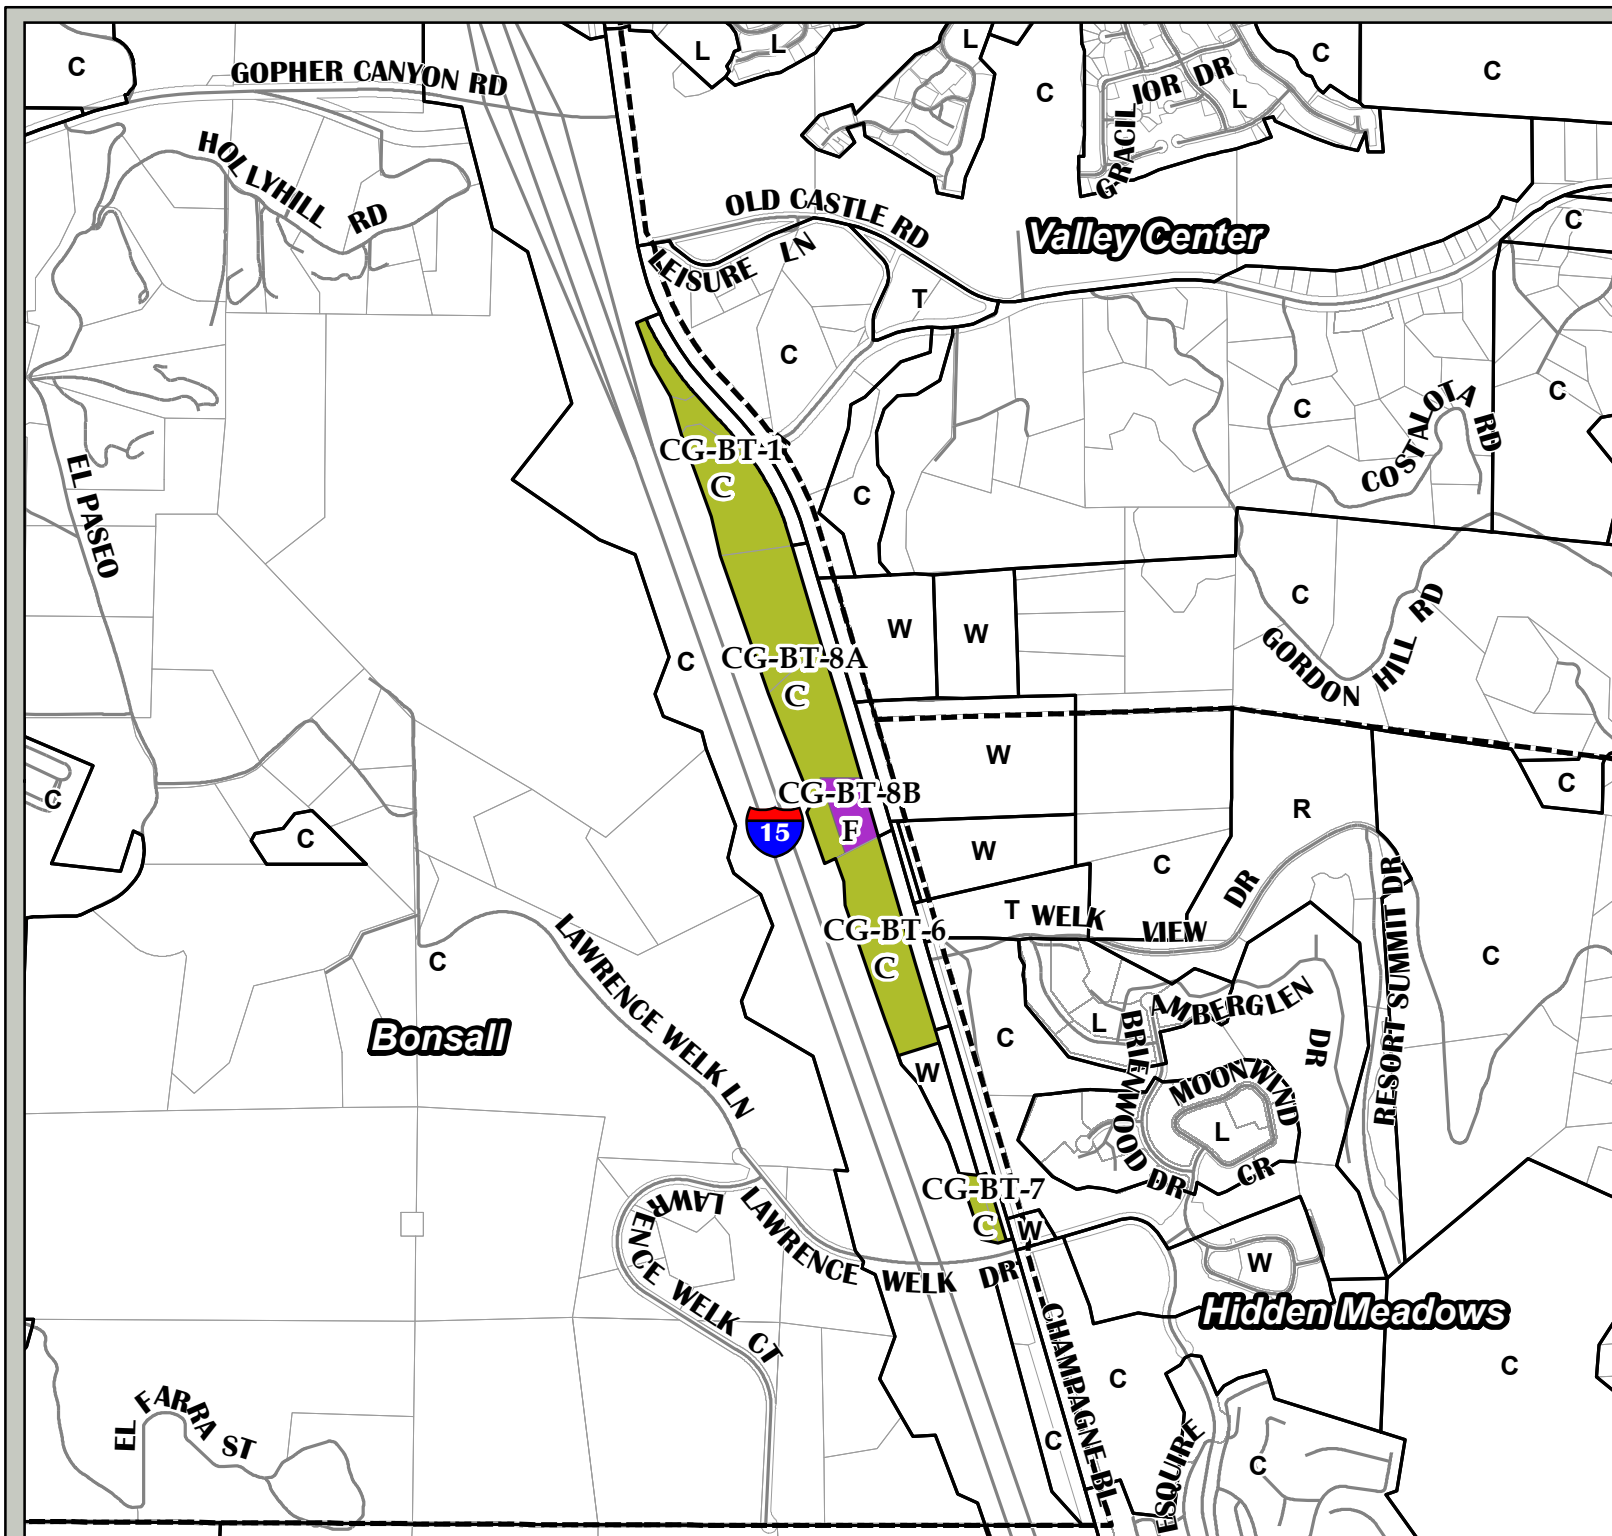 L
L
L
C
C
C
C
GOPHER CANYON RD
GRACILIOR DR
L
HOLLYHILL RD
OLD CASTLE RD
Valley Center
C
LEISURE LN
T
C
C
C
COSTALOTA RD
CG-BT-1
C
C
EL PASEO
C
GORDON HILL RD
W
W
C
CG-BT-8A
C
W
C
C
CG-BT-8B
F
15
R
C
W
C
T
WELK VIEW DR
RESORT SUMMIT DR
CG-BT-6
C
C
C
LAWRENCE WELK LN
Bonsall
AMBERGLEN DR
L
C
BRIEWOOD DR
W
MOONWIND CR
L
CG-BT-7
C
W
LAWRENCE WELK CT
LAWRENCE WELK DR
W
Hidden Meadows
CHAMPAGNE BL
C
C
EL FARRA ST
C
ESQUIRE
C